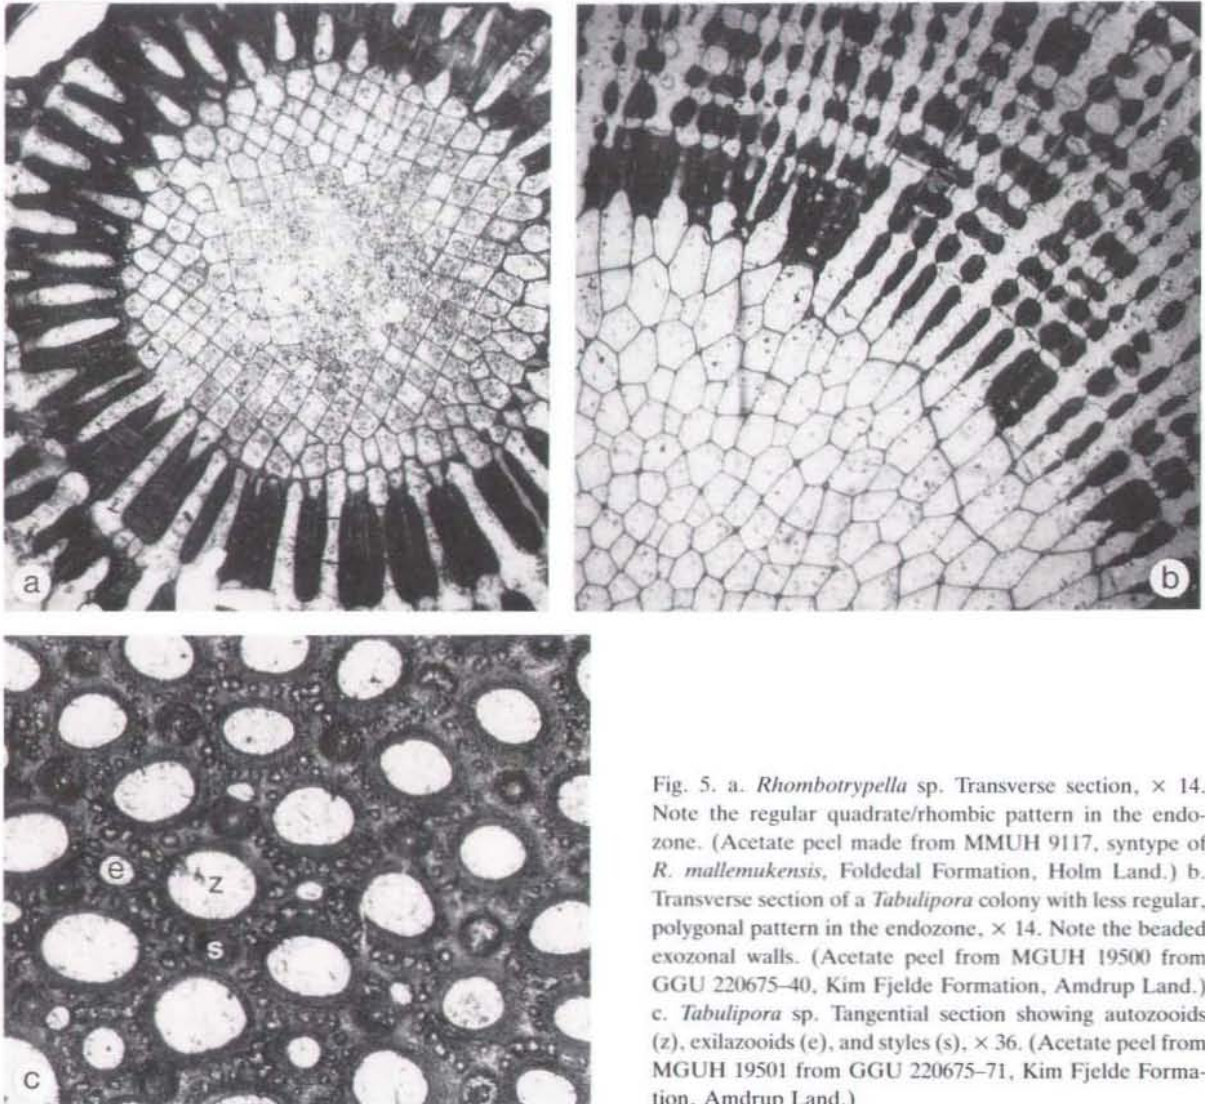 a
b
e
z
s
c
Fig. 5. a. Rhombotrypella sp. Transverse section, × 14.
Note the regular quadrate/rhombic pattern in the endo-
zone. (Acetate peel made from MMUH 9117, syntype of
R. mallemukensis, Foldedal Formation, Holm Land.) b.
Transverse section of a Tabulipora colony with less regular,
polygonal pattern in the endozone, × 14. Note the beaded
exozonal walls. (Acetate peel from MGUH 19500 from
GGU 220675–40, Kim Fjelde Formation, Amdrup Land.)
c. Tabulipora sp. Tangential section showing autozooids
(z), exilazooids (e), and styles (s), × 36. (Acetate peel from
MGUH 19501 from GGU 220675–71, Kim Fjelde Forma-
tion, Amdrup Land.)